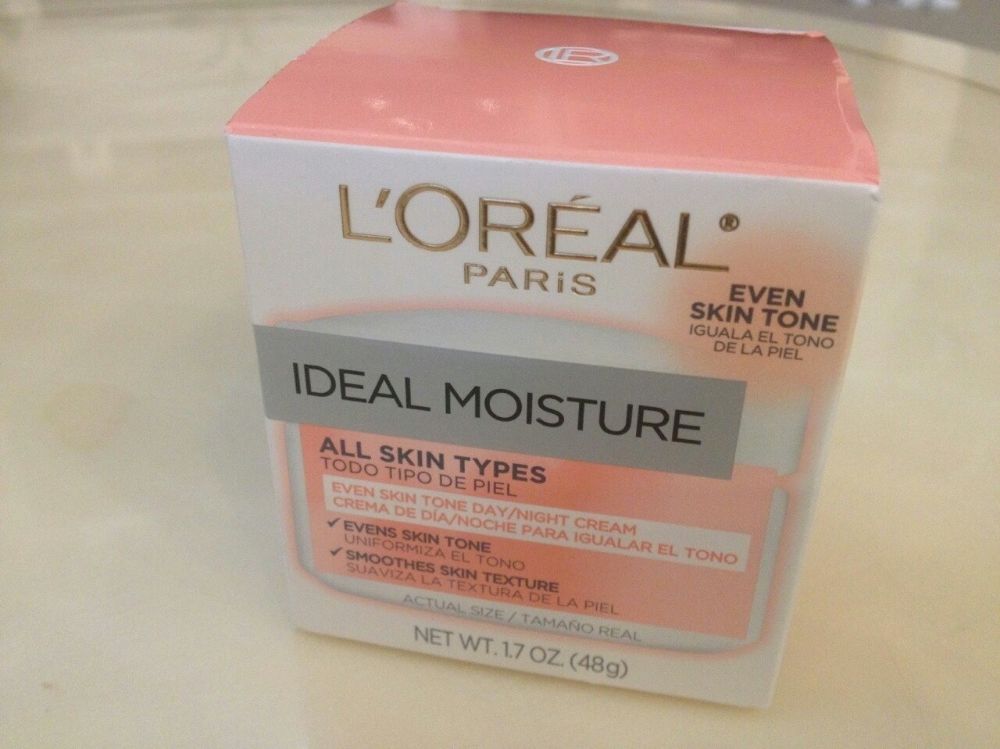 L'ORÉAL®
PARiS
EVEN
SKIN TONE
IGUALA EL TONO
DE LA PIEL
IDEAL MOISTURE
ALL SKIN TYPES
TODO TIPO DE PIEL
EVEN SKIN TONE DAY/NIGHT CREAM
CREMA DE DÍA/NOCHE PARA IGUALAR EL TONO
✓ EVENS SKIN TONE
UNIFORMIZA EL TONO
✓ SMOOTHES SKIN TEXTURE
SUAVIZA LA TEXTURA DE LA PIEL
ACTUAL SIZE / TAMAÑO REAL
NET WT. 1.7 OZ. (48g)